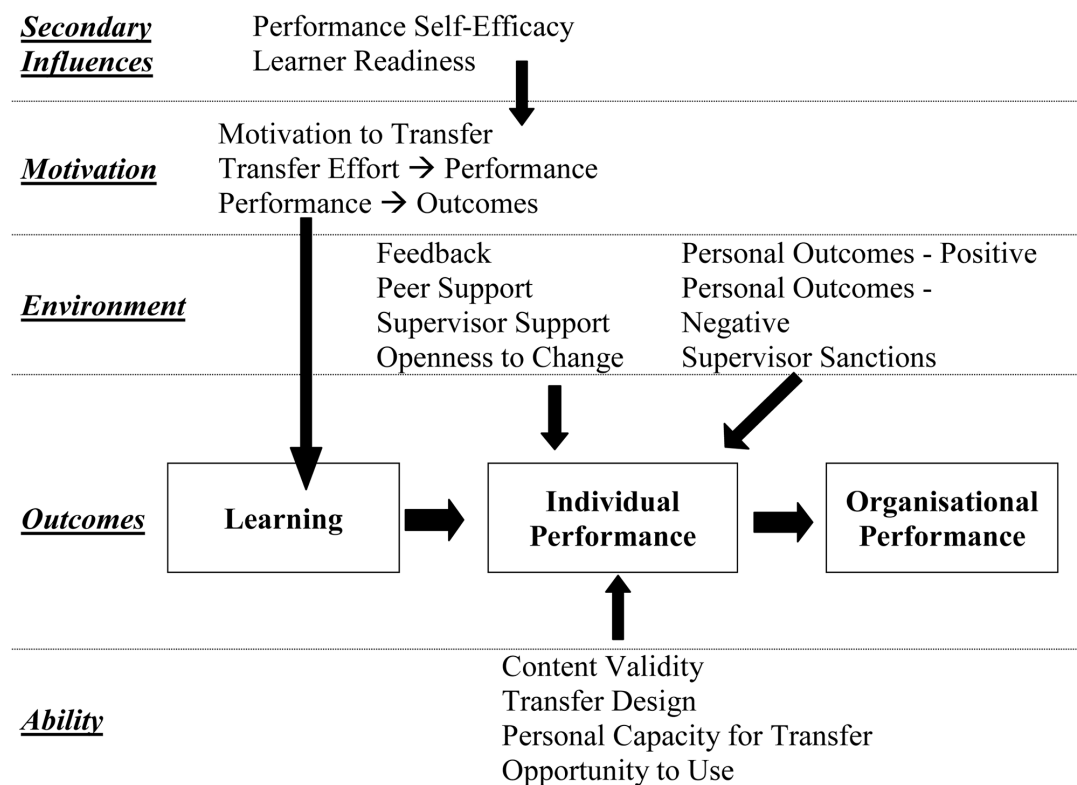 Secondary
Influences
Performance Self-Efficacy
Learner Readiness
Motivation
Motivation to Transfer
Transfer Effort → Performance
Performance → Outcomes
Environment
Feedback
Peer Support
Supervisor Support
Openness to Change
Personal Outcomes - Positive
Personal Outcomes -
Negative
Supervisor Sanctions
Outcomes
Learning
Individual
Performance
Organisational
Performance
Ability
Content Validity
Transfer Design
Personal Capacity for Transfer
Opportunity to Use